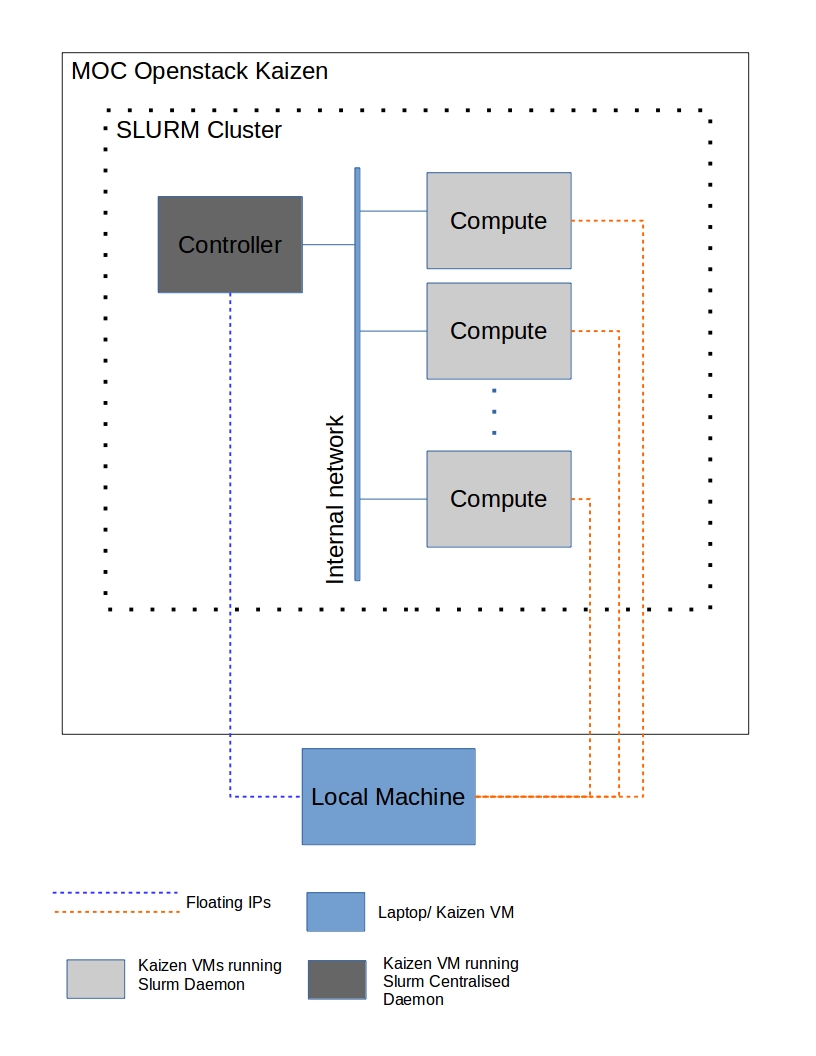 MOC Openstack Kaizen
SLURM Cluster
Controller
Compute
Compute
Compute
Internal network
Local Machine
Floating IPs
Laptop/ Kaizen VM
Kaizen VMs running
Slurm Daemon
Kaizen VM running
Slurm Centralised
Daemon